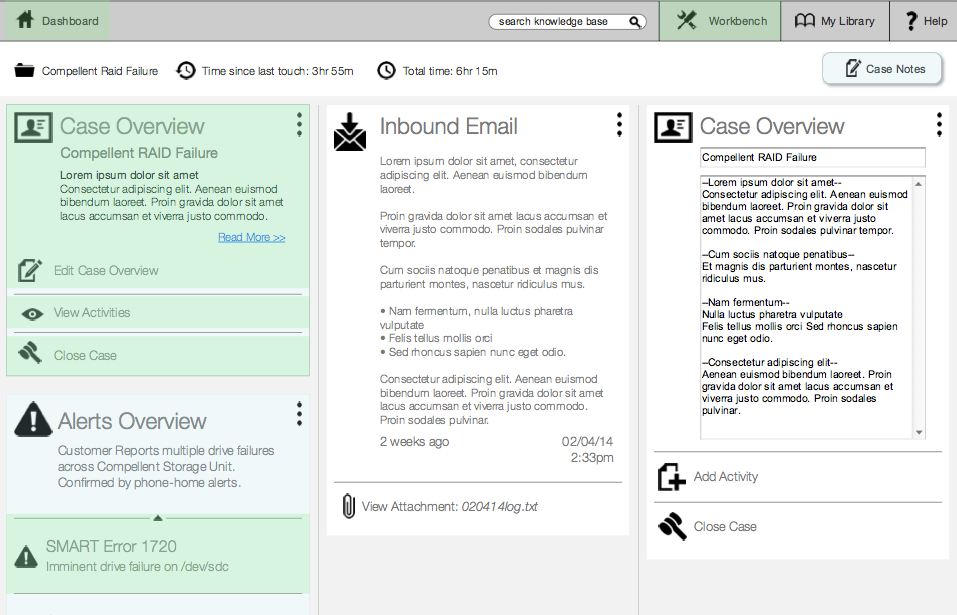 Dashboard
search knowledge base
Workbench
My Library
Help
Compellent Raid Failure
Time since last touch: 3hr 55m
Total time: 6hr 15m
Case Notes
Case Overview
Compellent RAID Failure
Lorem ipsum dolor sit amet
Consectetur adipiscing elit. Aenean euismod
bibendum laoreet. Proin gravida dolor sit amet
lacus accumsan et viverra justo commodo.
Read More >>
Edit Case Overview
View Activities
Close Case
Alerts Overview
Customer Reports multiple drive failures
across Compellent Storage Unit.
Confirmed by phone-home alerts.
SMART Error 1720
Imminent drive failure on /dev/sdc
Inbound Email
Lorem ipsum dolor sit amet, consectetur
adipiscing elit. Aenean euismod bibendum
laoreet.
Proin gravida dolor sit amet lacus accumsan et
viverra justo commodo. Proin sodales pulvinar
tempor.
Cum sociis natoque penatibus et magnis dis
parturient montes, nascetur ridiculus mus.
• Nam fermentum, nulla luctus pharetra
vulputate
• Felis tellus mollis orci
• Sed rhoncus sapien nunc eget odio.
Consectetur adipiscing elit. Aenean euismod
bibendum laoreet. Proin gravida dolor sit amet
lacus accumsan et viverra justo commodo.
Proin sodales pulvinar.
2 weeks ago
02/04/14
2:33pm
View Attachment: 020414log.txt
Case Overview
Compellent RAID Failure
--Lorem ipsum dolor sit amet--
Consectetur adipiscing elit. Aenean euismod
bibendum laoreet. Proin gravida dolor sit
amet lacus accumsan et viverra justo
commodo. Proin sodales pulvinar tempor.
--Cum sociis natoque penatibus--
Et magnis dis parturient montes, nascetur
ridiculus mus.
--Nam fermentum--
Nulla luctus pharetra vulputate
Felis tellus mollis orci Sed rhoncus sapien
nunc eget odio.
--Consectetur adipiscing elit--
Aenean euismod bibendum laoreet. Proin
gravida dolor sit amet lacus accumsan et
viverra justo commodo. Proin sodales
pulvinar.
Add Activity
Close Case